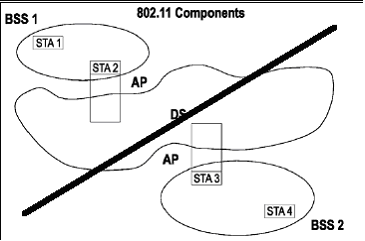 802.11 Components
BSS 1
STA 1
STA 2
AP
DS
AP
STA 3
STA 4
BSS 2